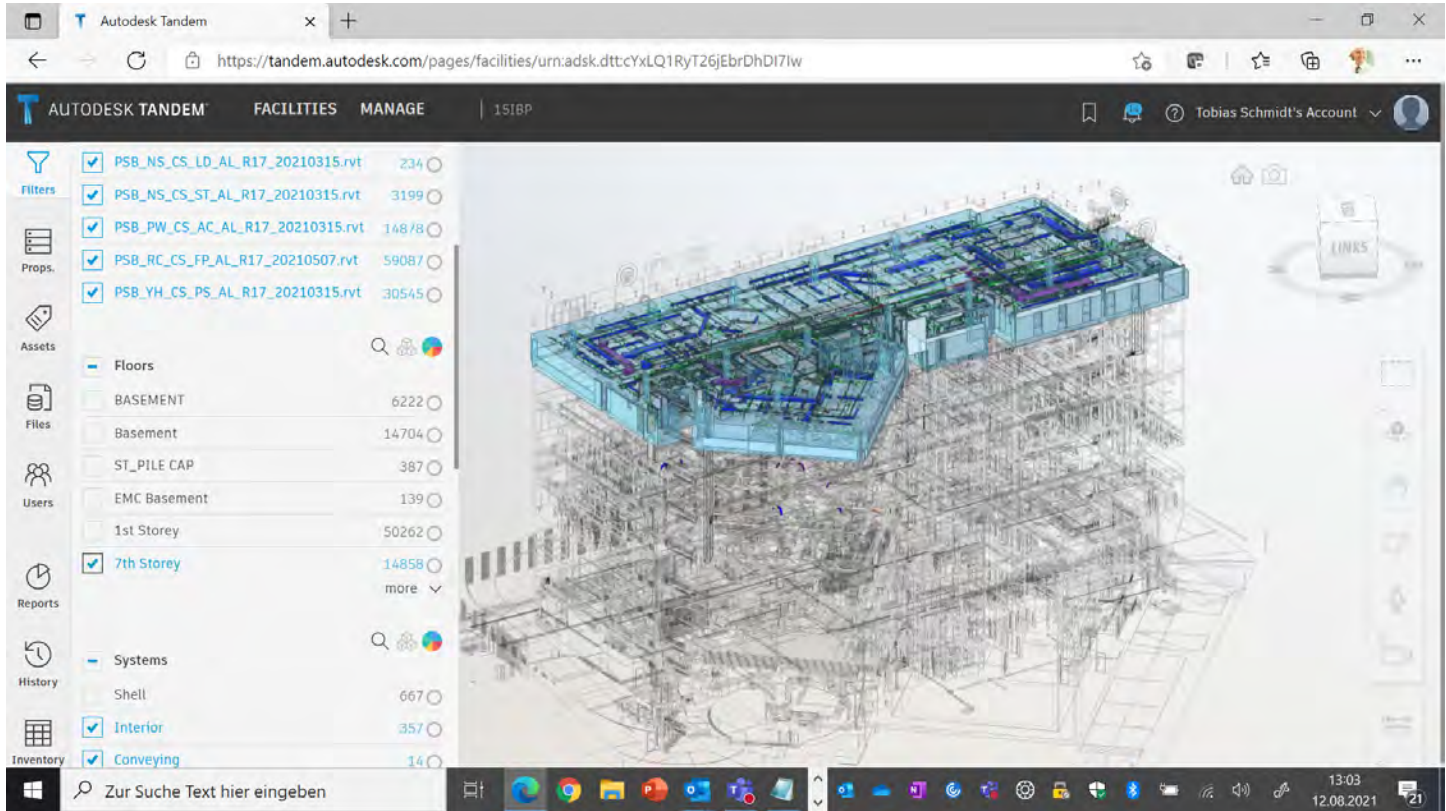 Autodesk Tandem
https://tandem.autodesk.com/pages/facilities/urn:adsk.dtt:cYxLQ1RyT26jEbrDhDI7Iw
AUTODESK TANDEM FACILITIES MANAGE 15IBP Tobias Schmidt's Account
Filters
Props.
Assets
Files
Users
Reports
History
Inventory
PSB_NS_CS_LD_AL_R17_20210315.rvt 234
PSB_NS_CS_ST_AL_R17_20210315.rvt 3199
PSB_PW_CS_AC_AL_R17_20210315.rvt 14878
PSB_RC_CS_FP_AL_R17_20210507.rvt 59087
PSB_YH_CS_PS_AL_R17_20210315.rvt 30545
Floors
BASEMENT 6222
Basement 14704
ST_PILE CAP 387
EMC Basement 139
1st Storey 50262
7th Storey 14858
more
Systems
Shell 667
Interior 357
Conveying 14
LINKS
Zur Suche Text hier eingeben
13:03
12.08.2021
21